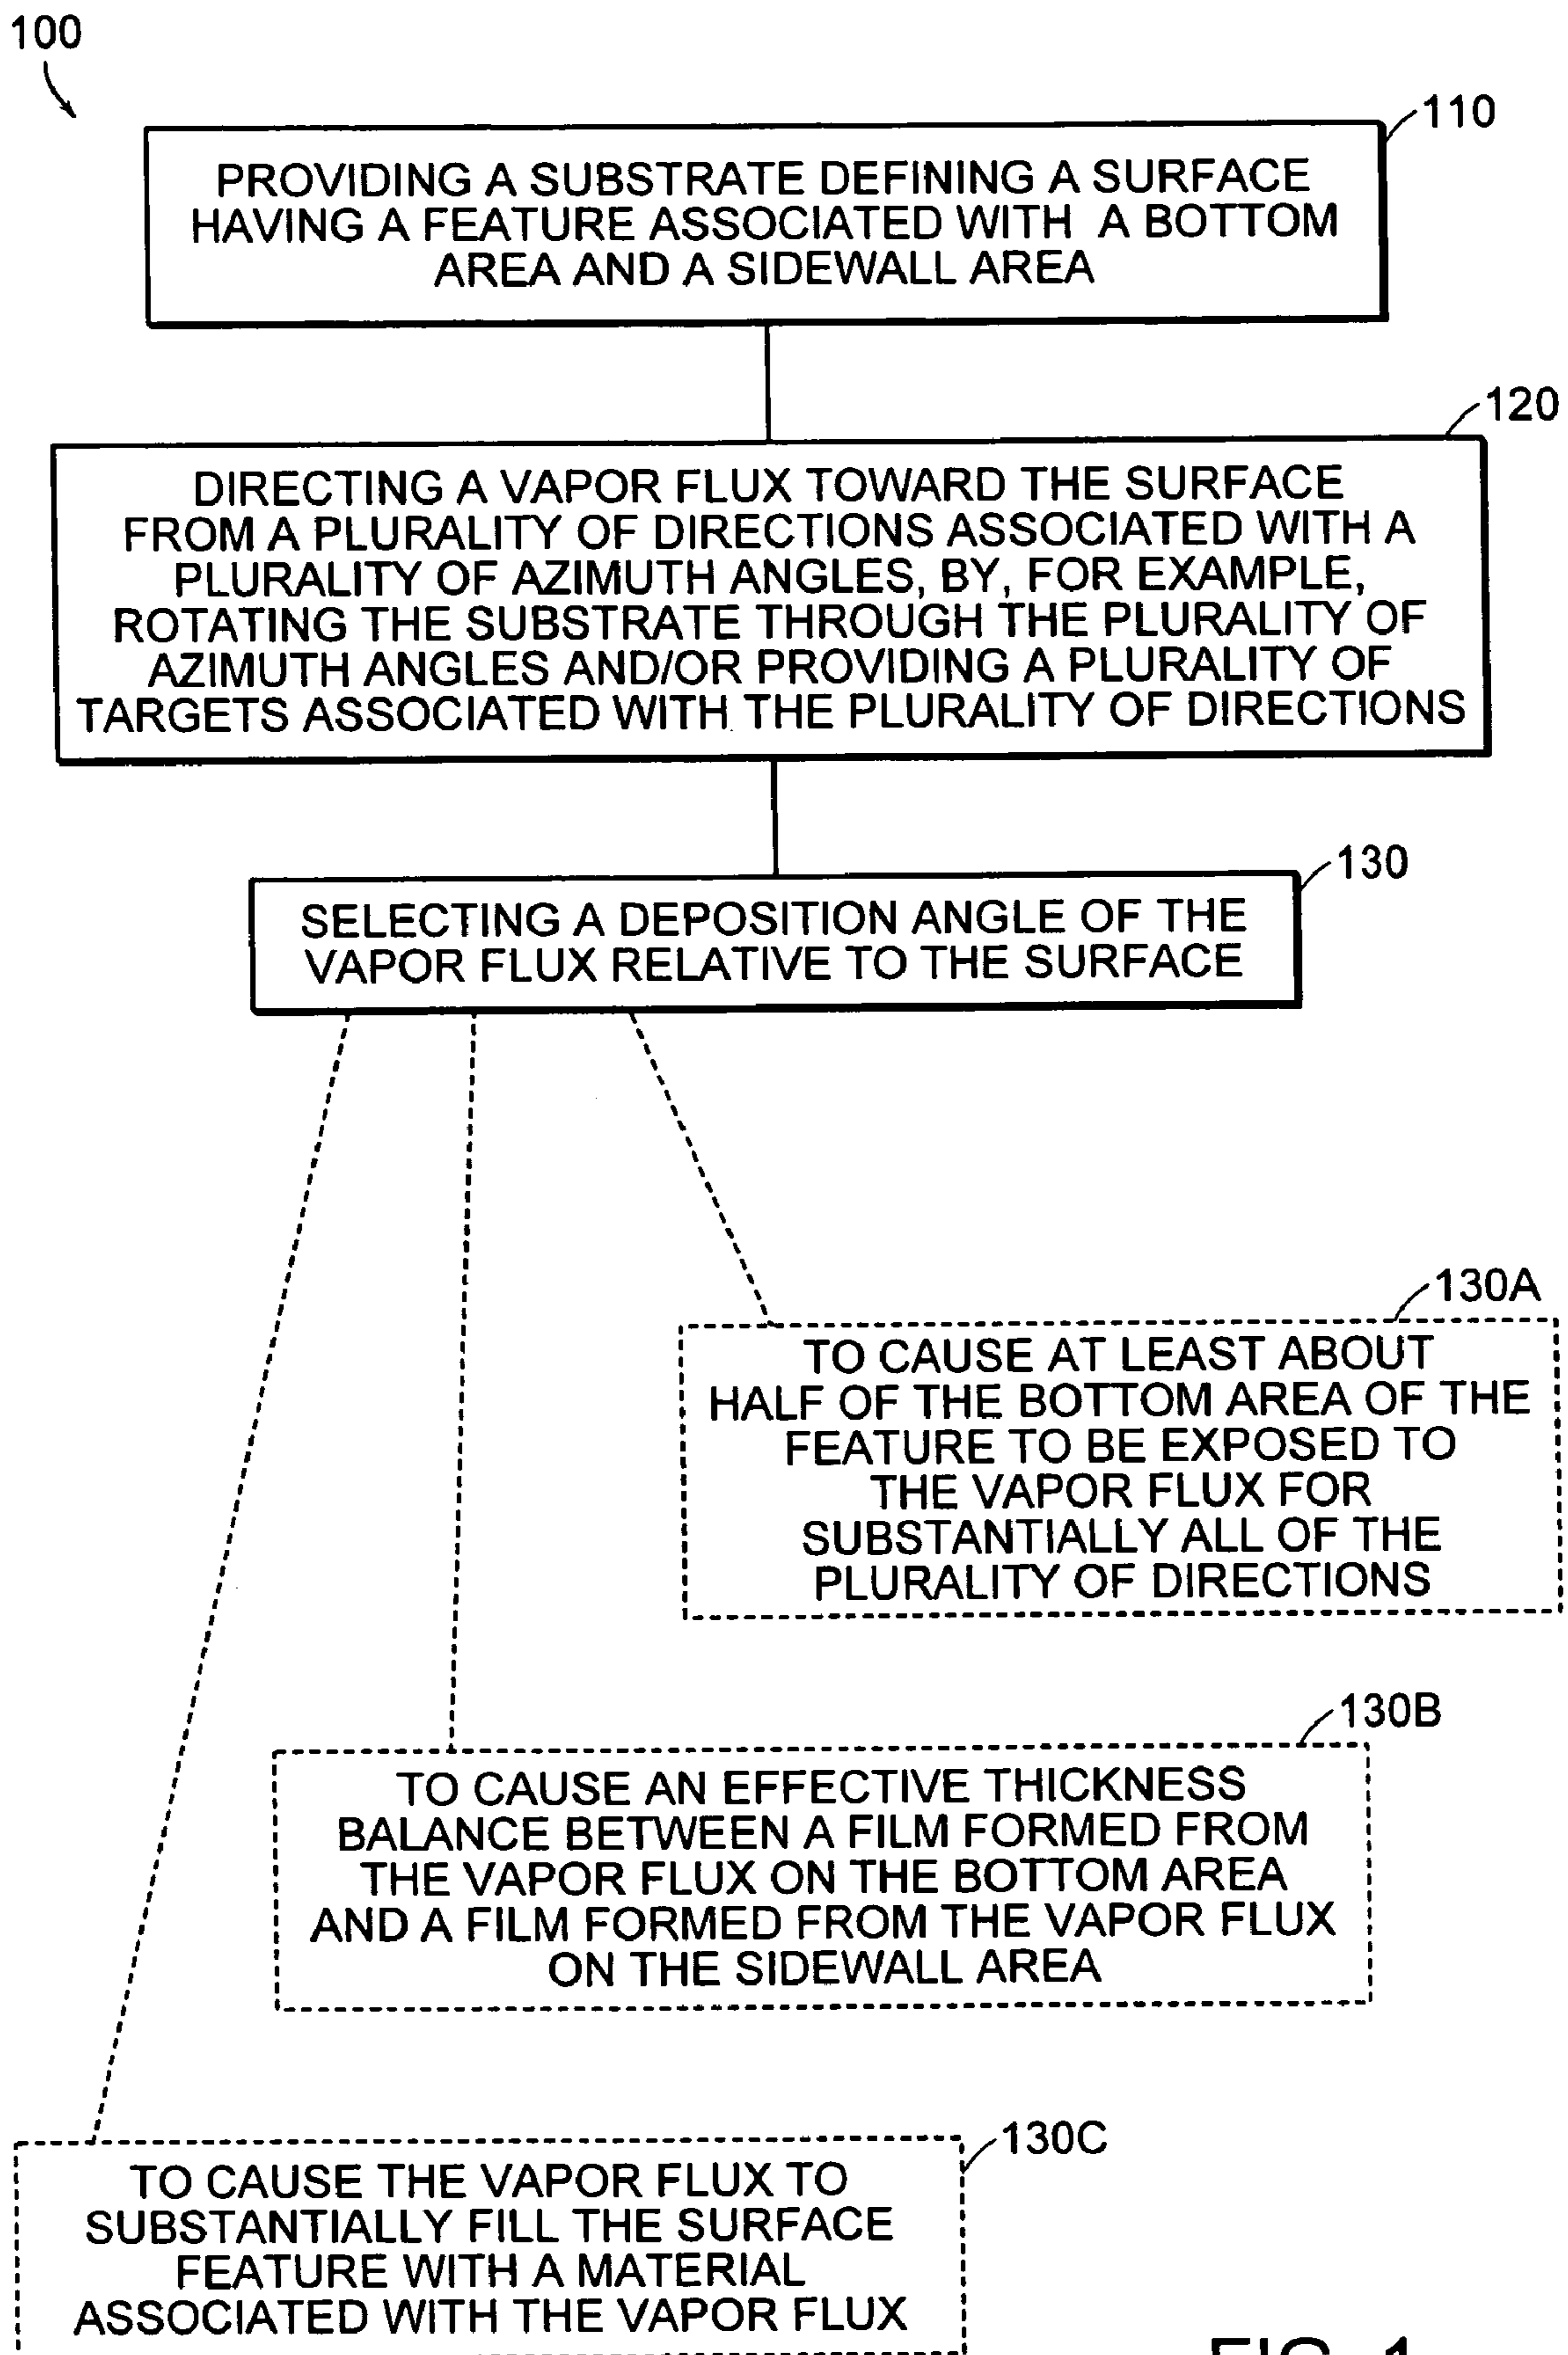 100
110
PROVIDING A SUBSTRATE DEFINING A SURFACE
HAVING A FEATURE ASSOCIATED WITH A BOTTOM
AREA AND A SIDEWALL AREA
120
DIRECTING A VAPOR FLUX TOWARD THE SURFACE
FROM A PLURALITY OF DIRECTIONS ASSOCIATED WITH A
PLURALITY OF AZIMUTH ANGLES, BY, FOR EXAMPLE,
ROTATING THE SUBSTRATE THROUGH THE PLURALITY OF
AZIMUTH ANGLES AND/OR PROVIDING A PLURALITY OF
TARGETS ASSOCIATED WITH THE PLURALITY OF DIRECTIONS
130
SELECTING A DEPOSITION ANGLE OF THE
VAPOR FLUX RELATIVE TO THE SURFACE
130A
TO CAUSE AT LEAST ABOUT
HALF OF THE BOTTOM AREA OF THE
FEATURE TO BE EXPOSED TO
THE VAPOR FLUX FOR
SUBSTANTIALLY ALL OF THE
PLURALITY OF DIRECTIONS
130B
TO CAUSE AN EFFECTIVE THICKNESS
BALANCE BETWEEN A FILM FORMED FROM
THE VAPOR FLUX ON THE BOTTOM AREA
AND A FILM FORMED FROM THE VAPOR FLUX
ON THE SIDEWALL AREA
130C
TO CAUSE THE VAPOR FLUX TO
SUBSTANTIALLY FILL THE SURFACE
FEATURE WITH A MATERIAL
ASSOCIATED WITH THE VAPOR FLUX
FIG. 1